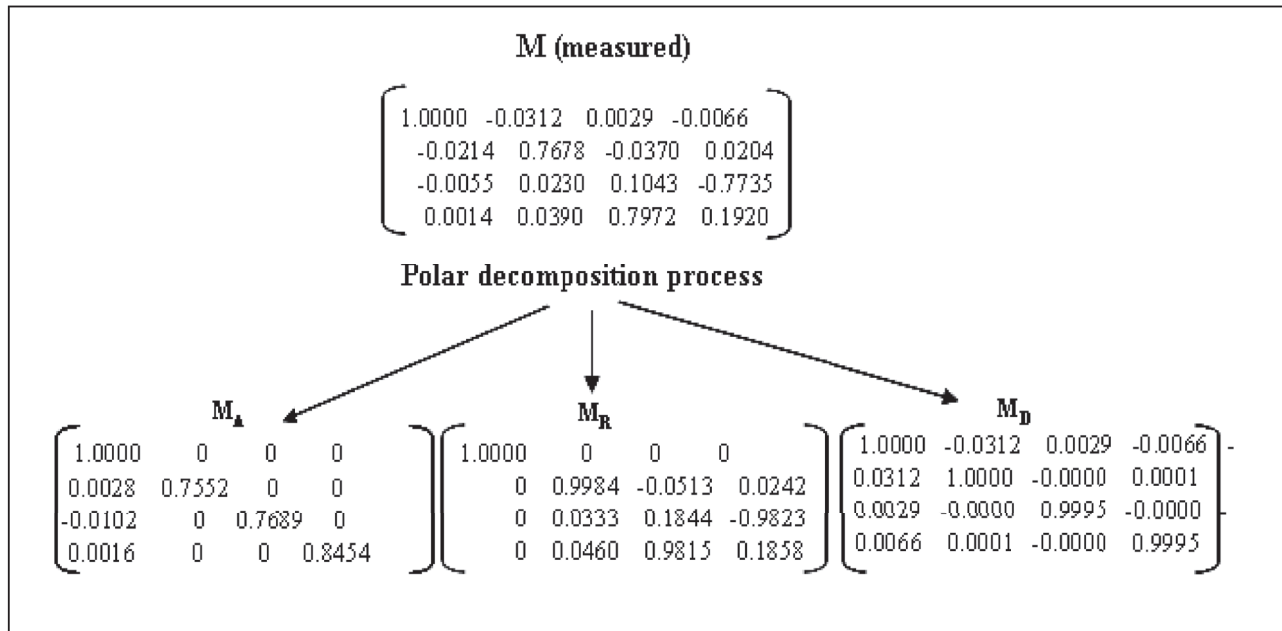 M (measured)
1.0000 -0.0312 0.0029 -0.0066
-0.0214 0.7678 -0.0370 0.0204
-0.0055 0.0230 0.1043 -0.7735
0.0014 0.0390 0.7972 0.1920
Polar decomposition process
M_A
1.0000 0 0 0
0.0028 0.7552 0 0
-0.0102 0 0.7689 0
0.0016 0 0 0.8454
M_R
1.0000 0 0 0
0 0.9984 -0.0513 0.0242
0 0.0333 0.1844 -0.9823
0 0.0460 0.9815 0.1858
M_D
1.0000 -0.0312 0.0029 -0.0066 -
0.0312 1.0000 -0.0000 0.0001
0.0029 -0.0000 0.9995 -0.0000 -
0.0066 0.0001 -0.0000 0.9995